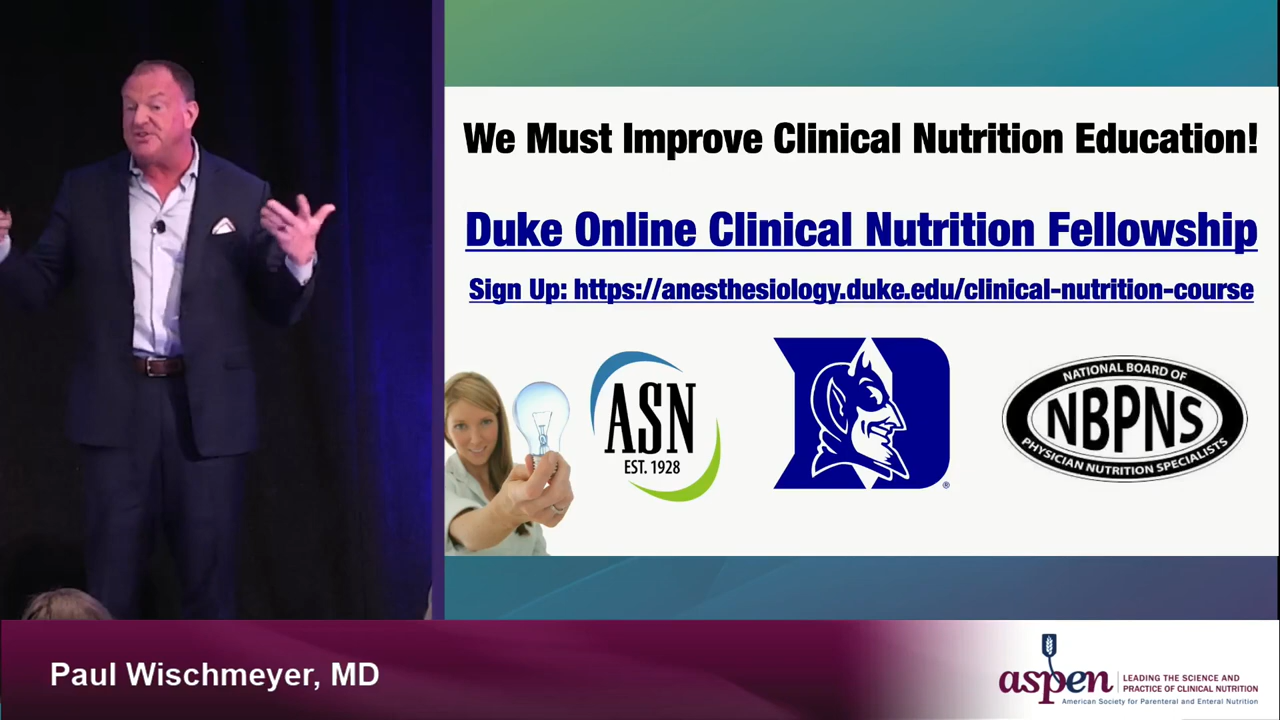 We Must Improve Clinical Nutrition Education!
Duke Online Clinical Nutrition Fellowship
Sign Up: https://anesthesiology.duke.edu/clinical-nutrition-course
ASN
EST. 1928
®
NATIONAL BOARD OF
NBPNS
PHYSICIAN NUTRITION SPECIALISTS
Paul Wischmeyer, MD
aspen
LEADING THE SCIENCE AND
PRACTICE OF CLINICAL NUTRITION
American Society for Parenteral and Enteral Nutrition